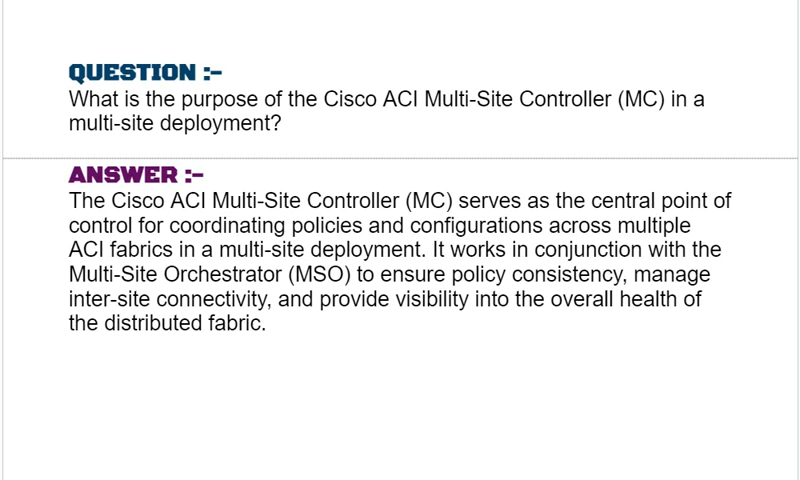 QUESTION :-
What is the purpose of the Cisco ACI Multi-Site Controller (MC) in a
multi-site deployment?
ANSWER :-
The Cisco ACI Multi-Site Controller (MC) serves as the central point of
control for coordinating policies and configurations across multiple
ACI fabrics in a multi-site deployment. It works in conjunction with the
Multi-Site Orchestrator (MSO) to ensure policy consistency, manage
inter-site connectivity, and provide visibility into the overall health of
the distributed fabric.